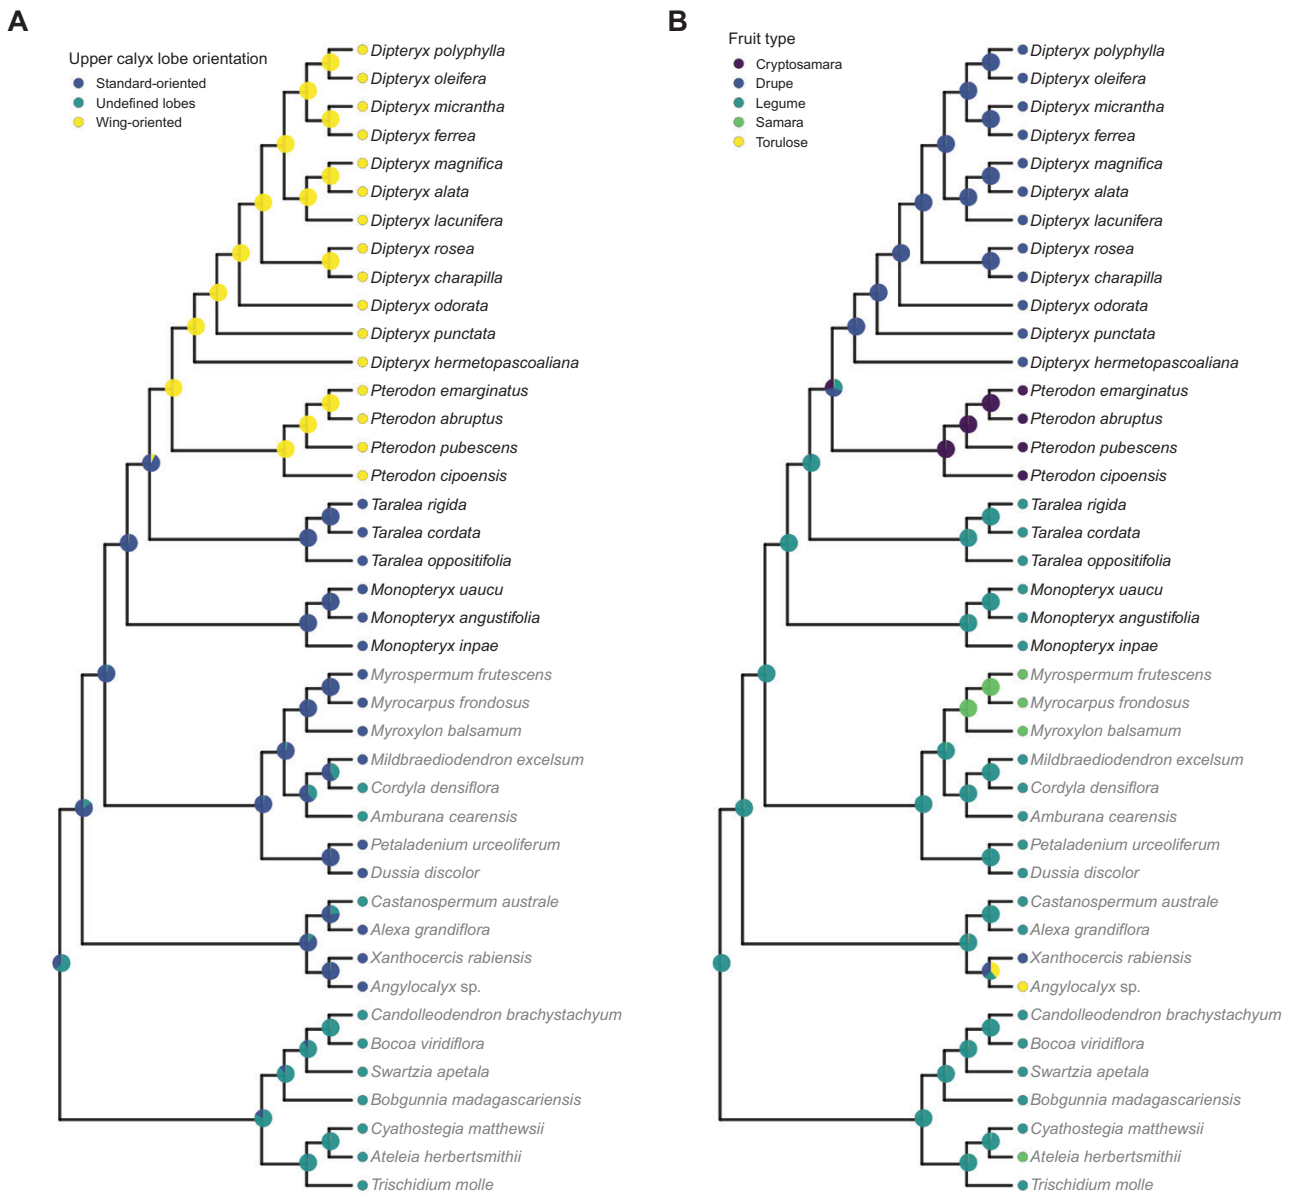 A
Upper calyx lobe orientation
Standard-oriented
Undefined lobes
Wing-oriented
Dipteryx polyphylla
Dipteryx oleifera
Dipteryx micrantha
Dipteryx ferrea
Dipteryx magnifica
Dipteryx alata
Dipteryx lacunifera
Dipteryx rosea
Dipteryx charapilla
Dipteryx odorata
Dipteryx punctata
Dipteryx hermetopascoaliana
Pterodon emarginatus
Pterodon abruptus
Pterodon pubescens
Pterodon cipoensis
Taralea rigida
Taralea cordata
Taralea oppositifolia
Monopteryx uaucu
Monopteryx angustifolia
Monopteryx inpae
Myrospermum frutescens
Myrocarpus frondosus
Myroxylon balsamum
Mildbraediodendron excelsum
Cordyla densiflora
Amburana cearensis
Petaladenium urceoliferum
Dussia discolor
Castanospermum australe
Alexa grandiflora
Xanthocercis rabiensis
Angylocalyx sp.
Candolleodendron brachystachyum
Bocoa viridiflora
Swartzia apetala
Bobgunnia madagascariensis
Cyathostegia matthewsii
Ateleia herbertsmithii
Trischidium molle
B
Fruit type
Cryptosamara
Drupe
Legume
Samara
Torulose
Dipteryx polyphylla
Dipteryx oleifera
Dipteryx micrantha
Dipteryx ferrea
Dipteryx magnifica
Dipteryx alata
Dipteryx lacunifera
Dipteryx rosea
Dipteryx charapilla
Dipteryx odorata
Dipteryx punctata
Dipteryx hermetopascoaliana
Pterodon emarginatus
Pterodon abruptus
Pterodon pubescens
Pterodon cipoensis
Taralea rigida
Taralea cordata
Taralea oppositifolia
Monopteryx uaucu
Monopteryx angustifolia
Monopteryx inpae
Myrospermum frutescens
Myrocarpus frondosus
Myroxylon balsamum
Mildbraediodendron excelsum
Cordyla densiflora
Amburana cearensis
Petaladenium urceoliferum
Dussia discolor
Castanospermum australe
Alexa grandiflora
Xanthocercis rabiensis
Angylocalyx sp.
Candolleodendron brachystachyum
Bocoa viridiflora
Swartzia apetala
Bobgunnia madagascariensis
Cyathostegia matthewsii
Ateleia herbertsmithii
Trischidium molle